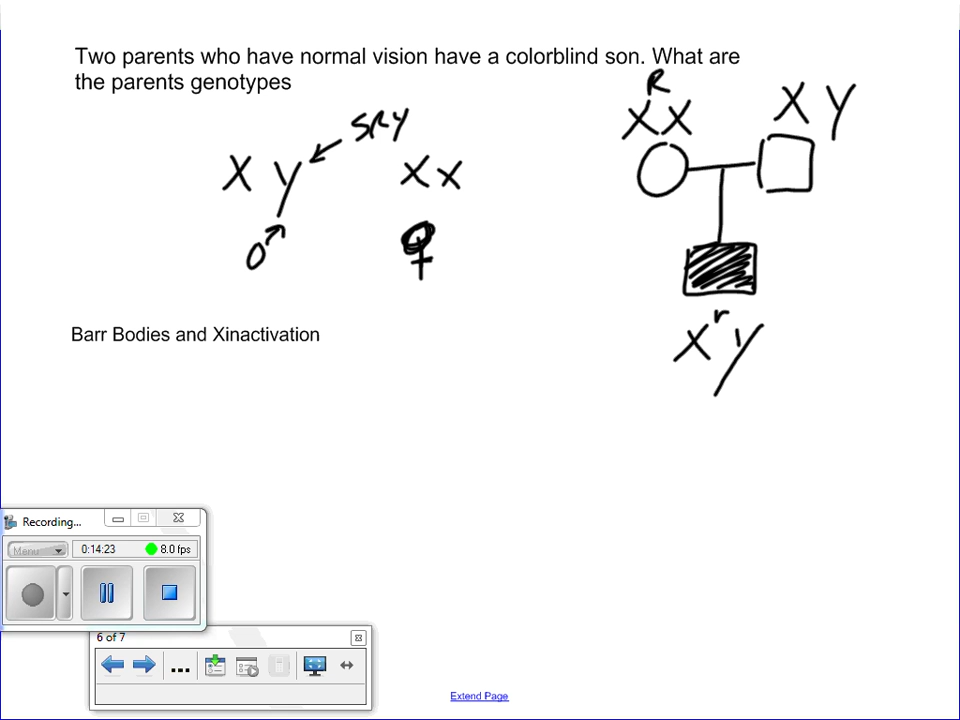 Two parents who have normal vision have a colorblind son. What are
the parents genotypes
R
XX
X Y
SRY
X Y
X x
Barr Bodies and Xinactivation
X r y
Recording...
Menu
0:14:23
8.0 fps
6 of 7
...
Extend Page